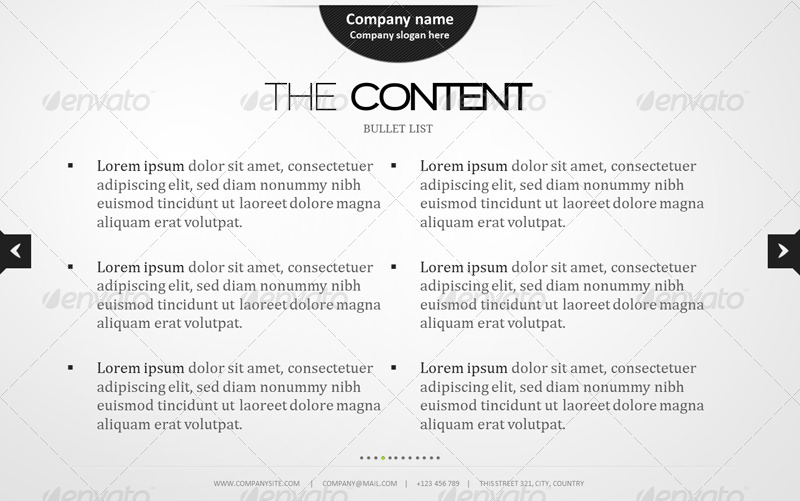 Company name
Company slogan here
THE CONTENT
BULLET LIST
▪ Lorem ipsum dolor sit amet, consectetuer
adipiscing elit, sed diam nonummy nibh
euismod tincidunt ut laoreet dolore magna
aliquam erat volutpat.
▪ Lorem ipsum dolor sit amet, consectetuer
adipiscing elit, sed diam nonummy nibh
euismod tincidunt ut laoreet dolore magna
aliquam erat volutpat.
▪ Lorem ipsum dolor sit amet, consectetuer
adipiscing elit, sed diam nonummy nibh
euismod tincidunt ut laoreet dolore magna
aliquam erat volutpat.
▪ Lorem ipsum dolor sit amet, consectetuer
adipiscing elit, sed diam nonummy nibh
euismod tincidunt ut laoreet dolore magna
aliquam erat volutpat.
▪ Lorem ipsum dolor sit amet, consectetuer
adipiscing elit, sed diam nonummy nibh
euismod tincidunt ut laoreet dolore magna
aliquam erat volutpat.
▪ Lorem ipsum dolor sit amet, consectetuer
adipiscing elit, sed diam nonummy nibh
euismod tincidunt ut laoreet dolore magna
aliquam erat volutpat.
WWW.COMPANYSITE.COM | COMPANY@MAIL.COM | +123 456 789 | THIS STREET 321, CITY, COUNTRY
envato envato envato envato
envato envato envato envato
envato envato envato envato